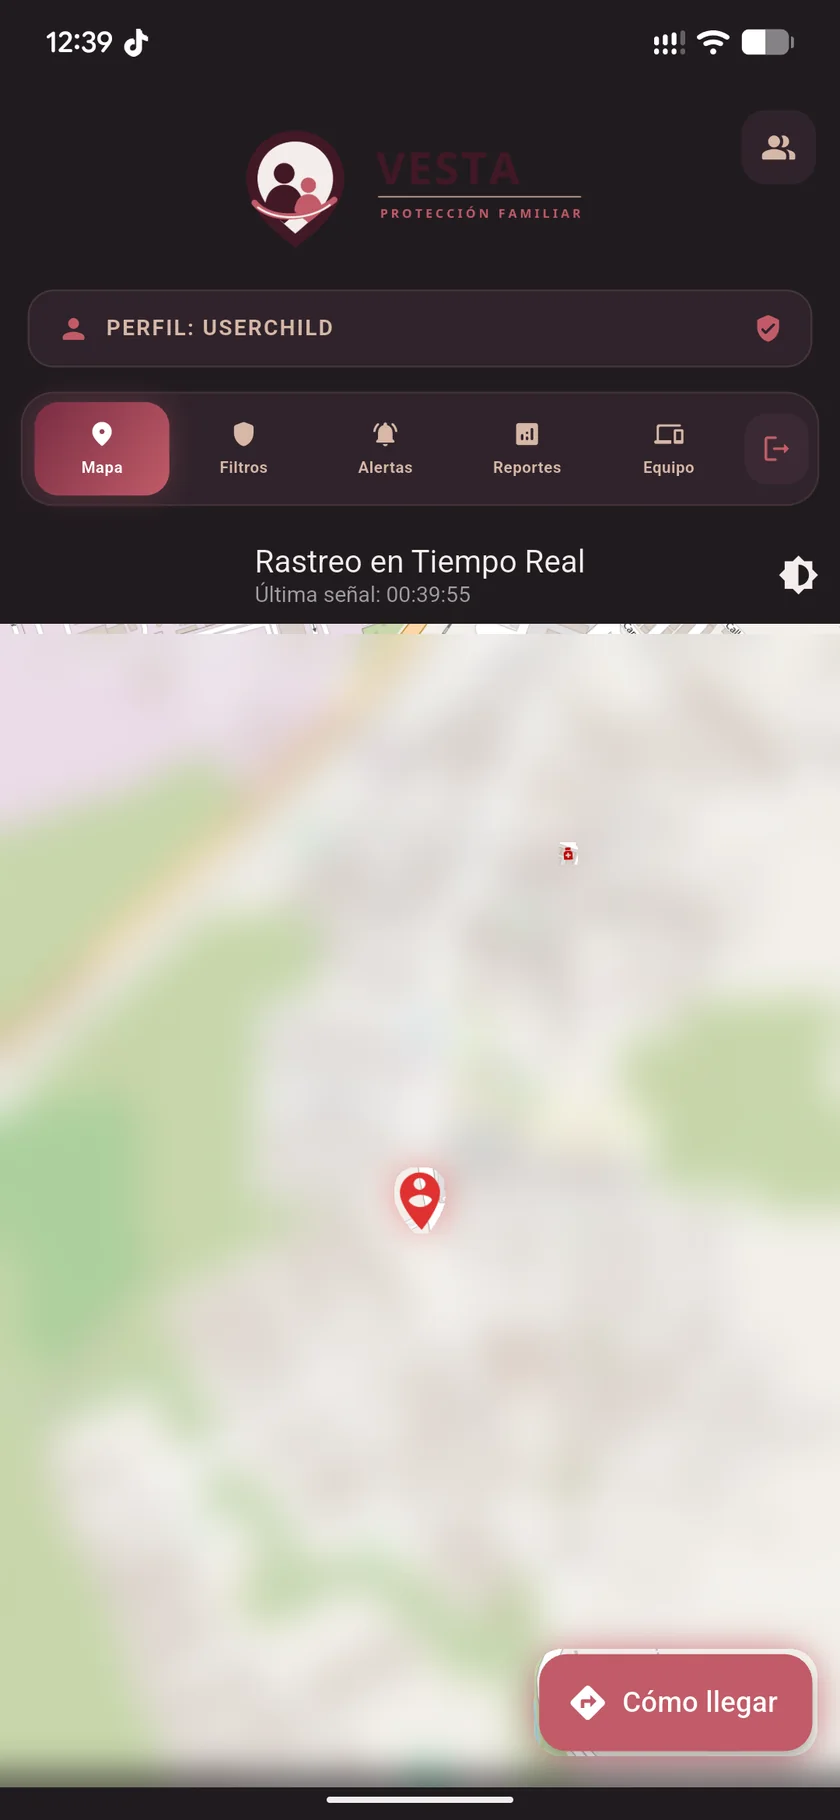 12:39
VESTA
PROTECCIÓN FAMILIAR
PERFIL: USERCHILD
Mapa
Filtros
Alertas
Reportes
Equipo
Rastreo en Tiempo Real
Última señal: 00:39:55
Cómo llegar